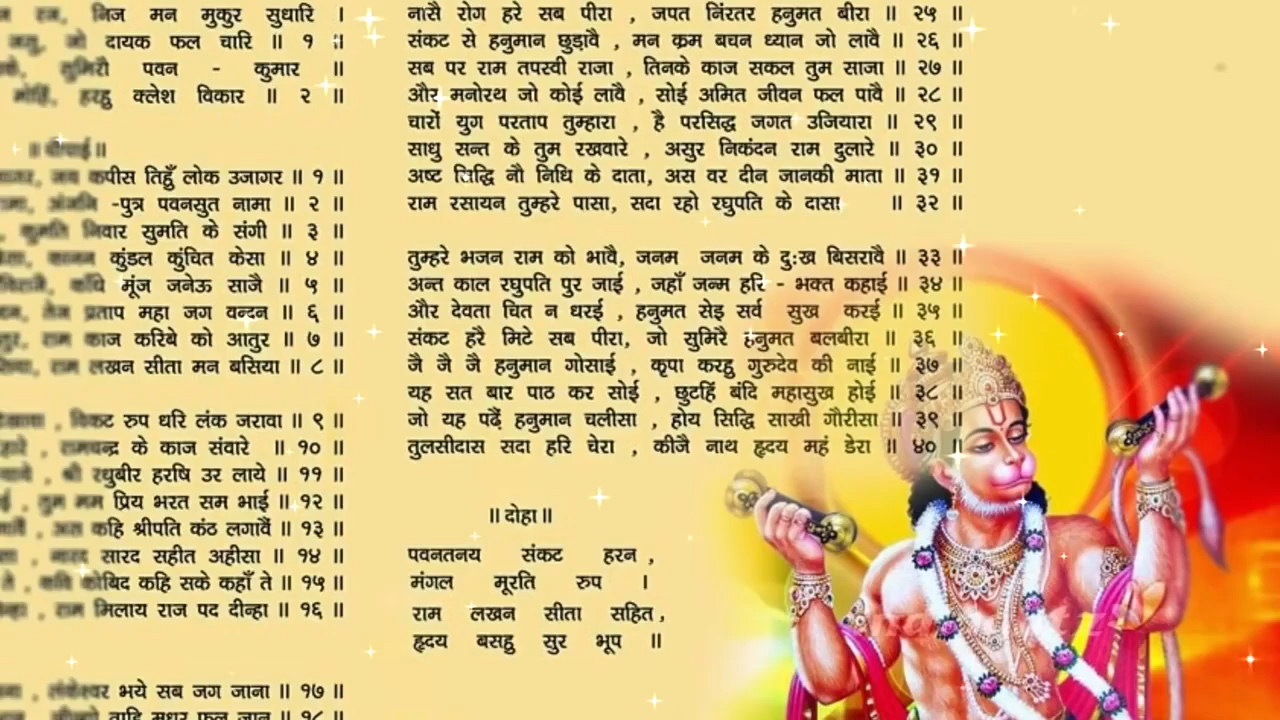 निज मन मुकुर सुधारि ।
दायक फल चारि ॥ १ ॥
पवन - कुमार ॥
हरहु क्लेश विकार ॥ २ ॥
॥ चौपाई ॥
कपीस तिहुँ लोक उजागर ॥ १ ॥
-पुत्र पवनसुत नामा ॥ २ ॥
निवार सुमति के संगी ॥ ३ ॥
कुंडल कुंचित केसा ॥ ४ ॥
मूंज जनेऊ साजै ॥ ५ ॥
प्रताप महा जग वन्दन ॥ ६ ॥
काज करिबे को आतुर ॥ ७ ॥
लखन सीता मन बसिया ॥ ८ ॥
विकट रुप धरि लंक जरावा ॥ ९ ॥
रामचन्द्र के काज संवारे ॥ १० ॥
श्री रघुबीर हरषि उर लाये ॥ ११ ॥
तुम मम प्रिय भरत सम भाई ॥ १२ ॥
अस कहि श्रीपति कंठ लगावैं ॥ १३ ॥
नारद सारद सहीत अहीसा ॥ १४ ॥
कोबिद कहि सके कहाँ ते ॥ १५ ॥
राम मिलाय राज पद दीन्हा ॥ १६ ॥
लंकेस्वर भये सब जग जाना ॥ १७ ॥
ताहि मधुर फल जानू ॥ १८ ॥
नासै रोग हरे सब पीरा , जपत निंरतर हनुमत बीरा ॥ २५ ॥
संकट से हनुमान छुड़ावै , मन क्रम बचन ध्यान जो लावै ॥ २६ ॥
सब पर राम तपस्वी राजा , तिनके काज सकल तुम साजा ॥ २७ ॥
और मनोरथ जो कोई लावै , सोई अमित जीवन फल पावै ॥ २८ ॥
चारों युग परताप तुम्हारा , है परसिद्ध जगत उजियारा ॥ २९ ॥
साधु सन्त के तुम रखवारे , असुर निकंदन राम दुलारे ॥ ३० ॥
अष्ट सिद्धि नौ निधि के दाता, अस वर दीन जानकी माता ॥ ३१ ॥
राम रसायन तुम्हरे पासा, सदा रहो रघुपति के दासा ॥ ३२ ॥
तुम्हरे भजन राम को भावै, जनम जनम के दुःख बिसरावै ॥ ३३ ॥
अन्त काल रघुपति पुर जाई , जहाँ जन्म हरि - भक्त कहाई ॥ ३४ ॥
और देवता चित न धरई , हनुमत सेइ सर्व सुख करई ॥ ३५ ॥
संकट हरै मिटे सब पीरा, जो सुमिरै हनुमत बलबीरा ॥ ३६ ॥
जै जै जै हनुमान गोसाई , कृपा करहु गुरुदेव की नाई ॥ ३७ ॥
यह सत बार पाठ कर सोई , छुटहिं बंदि महासुख होई ॥ ३८ ॥
जो यह पढ़ैं हनुमान चलीसा , होय सिद्धि साखी गौरीसा ॥ ३९ ॥
तुलसीदास सदा हरि चेरा , कीजै नाथ हृदय महं डेरा ॥ ४० ॥
॥ दोहा ॥
पवनतनय संकट हरन ,
मंगल मूरति रुप ।
राम लखन सीता सहित,
हृदय बसहु सुर भूप ॥